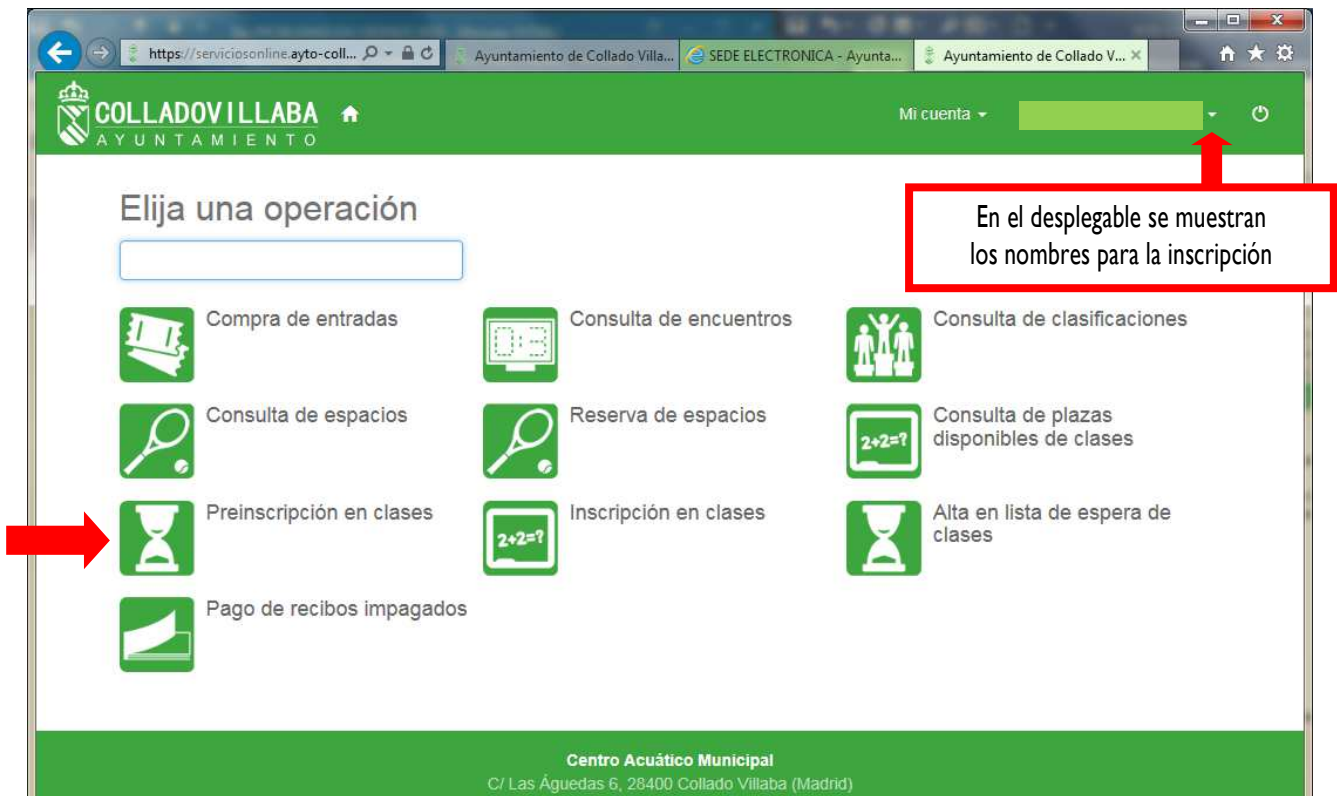 https://serviciosonline.ayto-coll...
Ayuntamiento de Collado Villa...
SEDE ELECTRONICA - Ayunta...
Ayuntamiento de Collado V...
COLLADOVILLABA
AYUNTAMIENTO
Mi cuenta
En el desplegable se muestran
los nombres para la inscripción
Elija una operación
Compra de entradas
0:3
Consulta de encuentros
Consulta de clasificaciones
Consulta de espacios
Reserva de espacios
2+2=?
Consulta de plazas
disponibles de clases
Preinscripción en clases
2+2=?
Inscripción en clases
Alta en lista de espera de
clases
Pago de recibos impagados
Centro Acuático Municipal
C/ Las Águedas 6, 28400 Collado Villaba (Madrid)